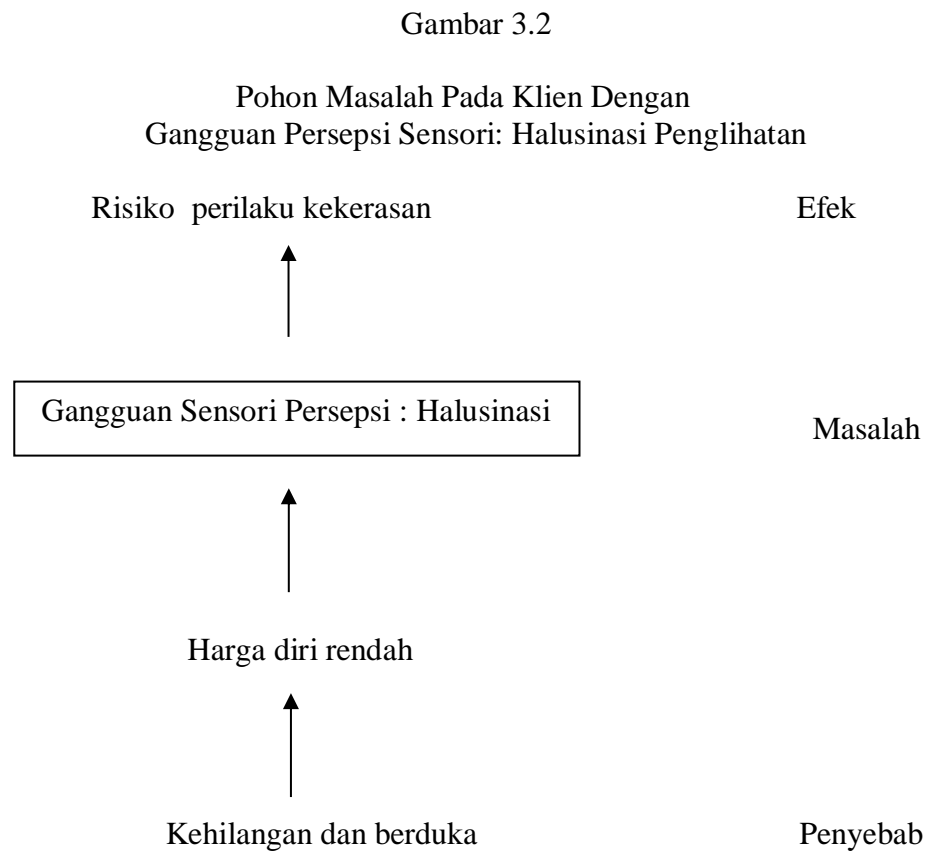 Gambar 3.2
Pohon Masalah Pada Klien Dengan
Gangguan Persepsi Sensori: Halusinasi Penglihatan
Risiko  perilaku kekerasan
Efek
Gangguan Sensori Persepsi : Halusinasi
Masalah
Harga diri rendah
Kehilangan dan berduka
Penyebab